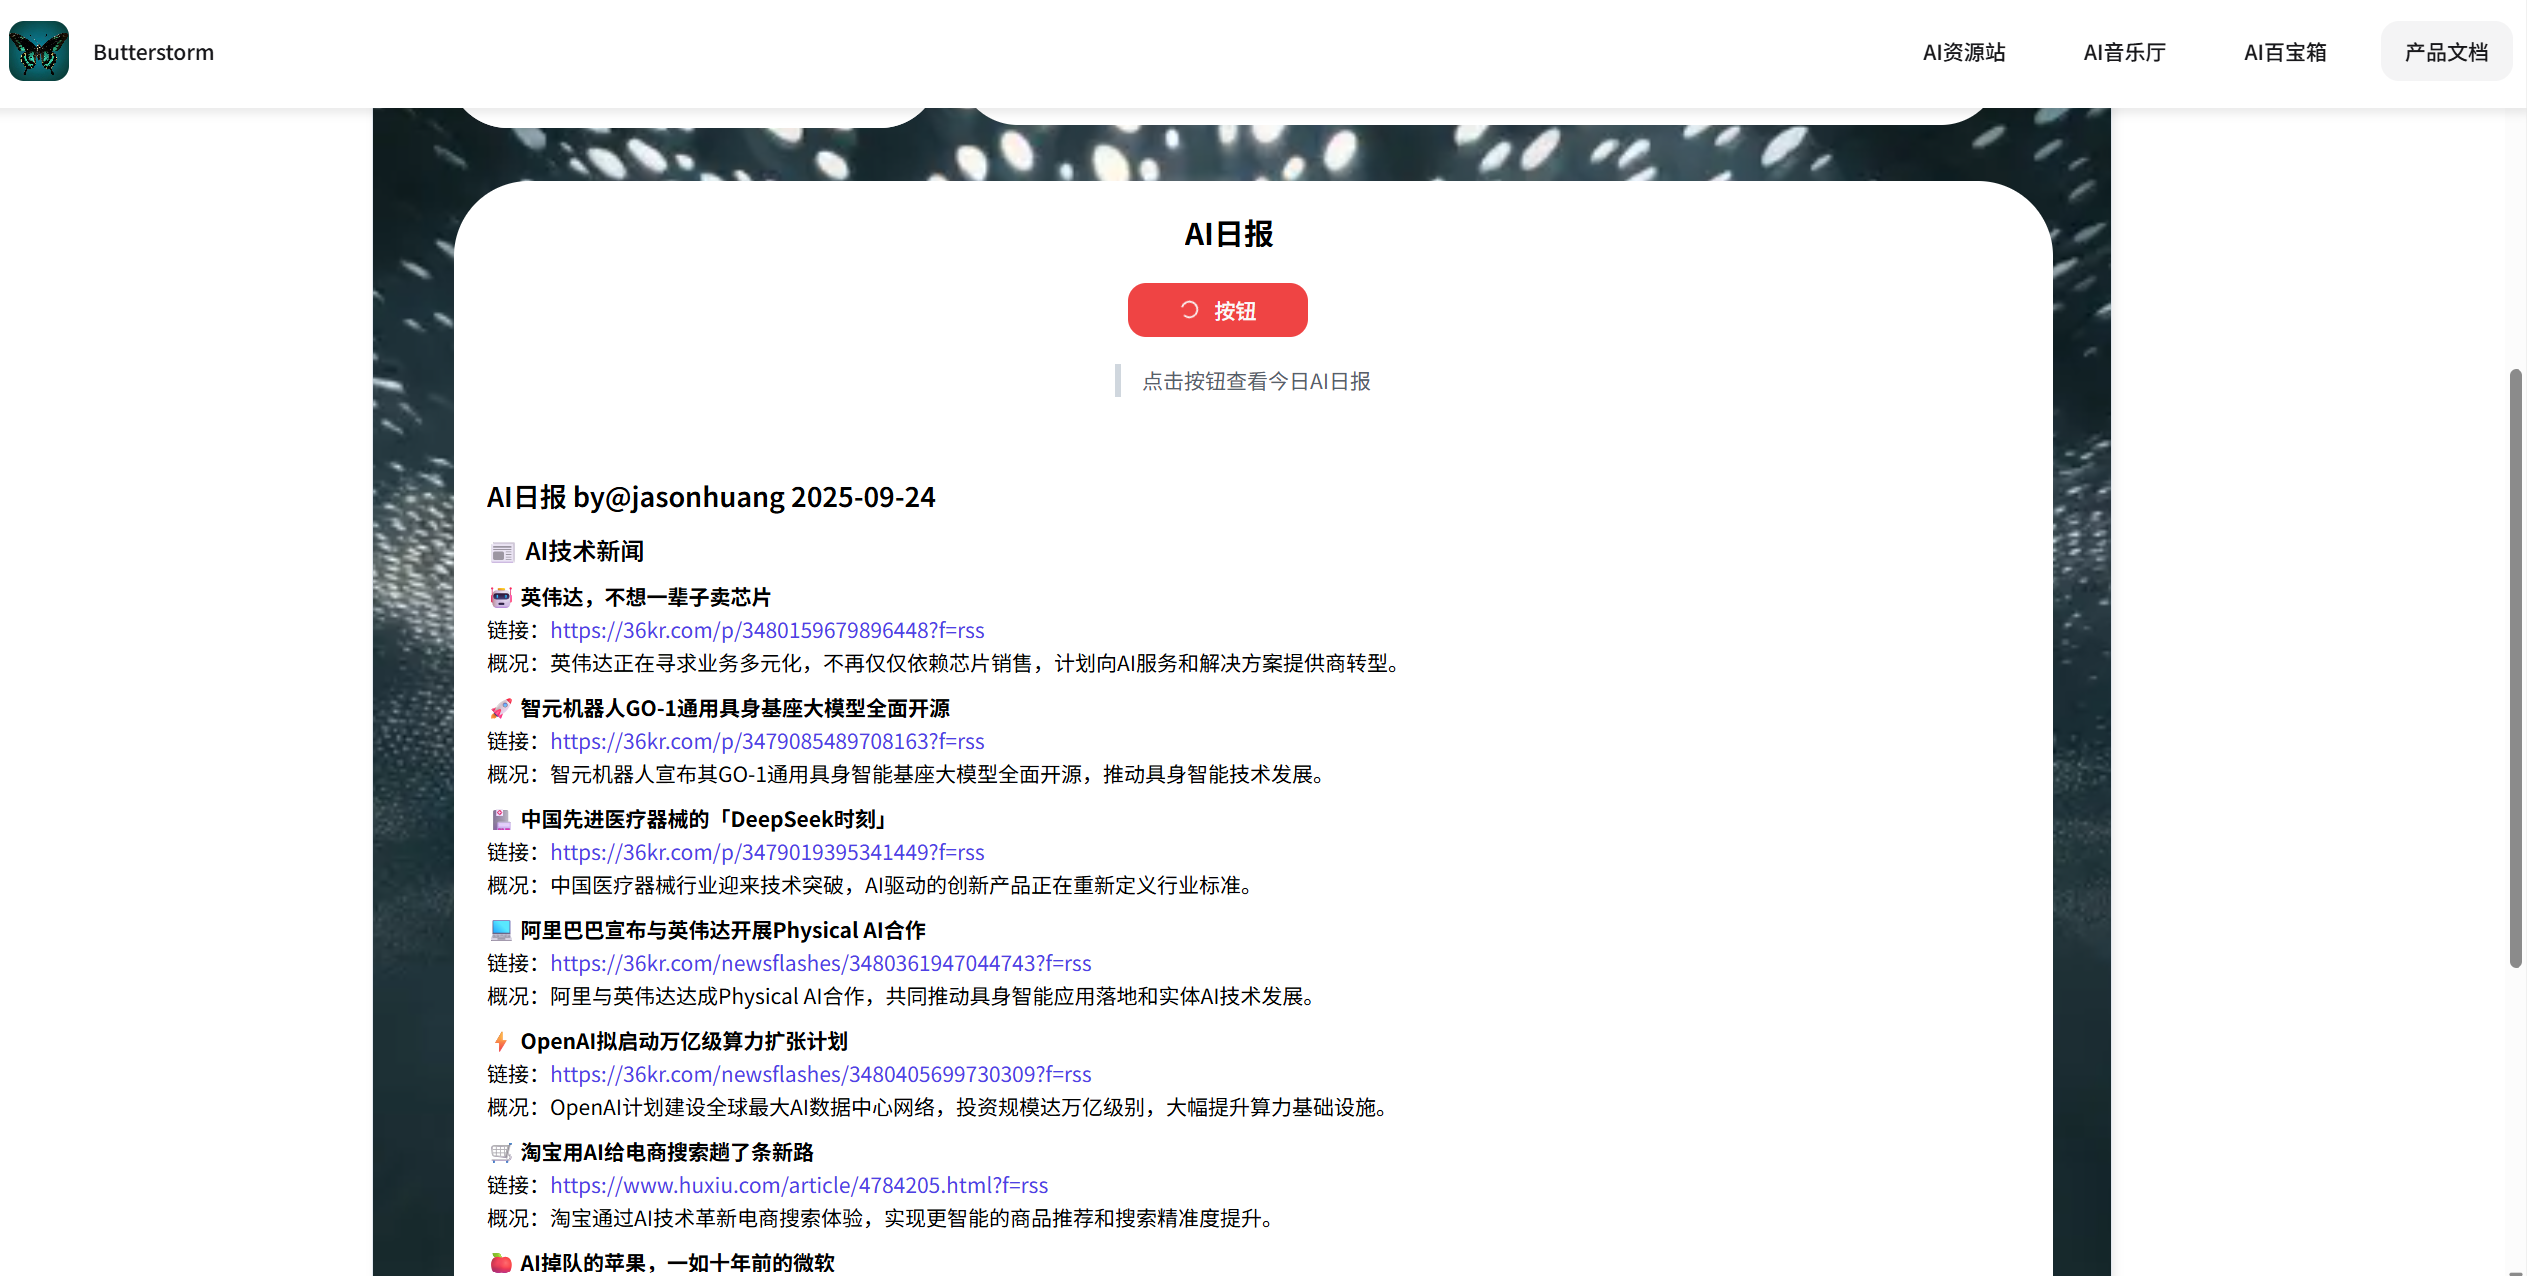 Butterstorm
AI资源站
AI音乐厅
AI百宝箱
产品文档
AI日报
按钮
点击按钮查看今日AI日报
AI日报 by@jasonhuang 2025-09-24
AI技术新闻
英伟达，不想一辈子卖芯片
链接：https://36kr.com/p/3480159679896448?f=rss
概况：英伟达正在寻求业务多元化，不再仅仅依赖芯片销售，计划向AI服务和解决方案提供商转型。
智元机器人GO-1通用具身基座大模型全面开源
链接：https://36kr.com/p/3479085489708163?f=rss
概况：智元机器人宣布其GO-1通用具身智能基座大模型全面开源，推动具身智能技术发展。
中国先进医疗器械的「DeepSeek时刻」
链接：https://36kr.com/p/3479019395341449?f=rss
概况：中国医疗器械行业迎来技术突破，AI驱动的创新产品正在重新定义行业标准。
阿里巴巴宣布与英伟达开展Physical AI合作
链接：https://36kr.com/newsflashes/3480361947044743?f=rss
概况：阿里与英伟达达成Physical AI合作，共同推动具身智能应用落地和实体AI技术发展。
OpenAI拟启动万亿级算力扩张计划
链接：https://36kr.com/newsflashes/3480405699730309?f=rss
概况：OpenAI计划建设全球最大AI数据中心网络，投资规模达万亿级别，大幅提升算力基础设施。
淘宝用AI给电商搜索趟了条新路
链接：https://www.huxiu.com/article/4784205.html?f=rss
概况：淘宝通过AI技术革新电商搜索体验，实现更智能的商品推荐和搜索精准度提升。
AI掉队的苹果，一如十年前的微软